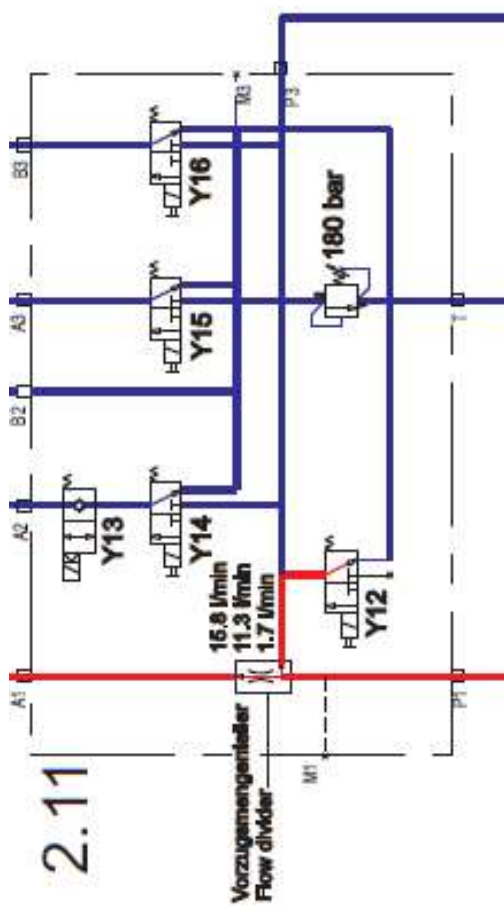 2.11
A1
A2
B2
A3
B3
Y13
Y14
Y15
Y16
15.8 l/min
11.3 l/min
1.7 l/min
Vorzugsmengenteiler
Flow divider
M3
P3
180 bar
Y12
M1
P1
T